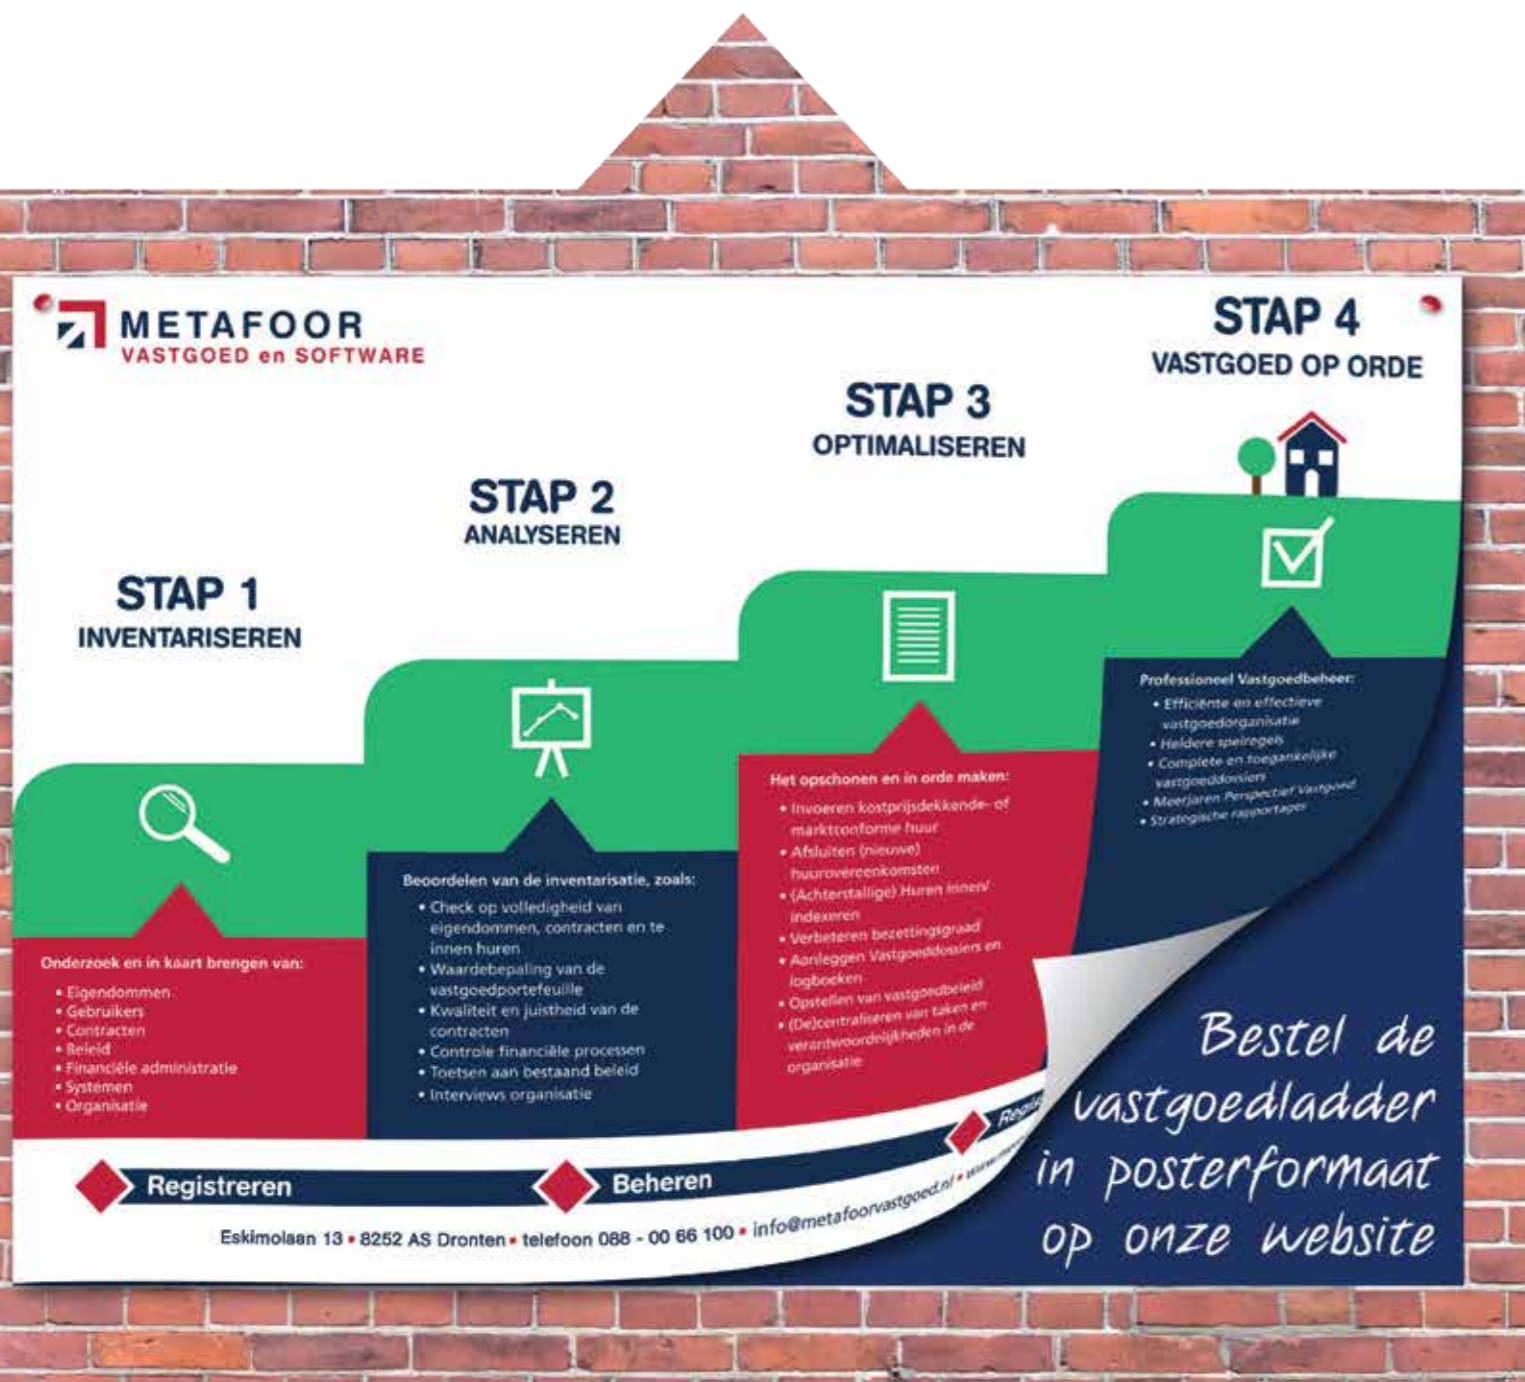 METAFOOR
VASTGOED en SOFTWARE
STAP 1
INVENTARISEREN
Onderzoek en in kaart brengen van:
• Eigendommen
• Gebruikers
• Contracten
• Beleid
• Financiële administratie
• Systemen
• Organisatie
STAP 2
ANALYSEREN
Beoordelen van de inventarisatie, zoals:
• Check op volledigheid van
eigendommen, contracten en te
innen huren
• Waardebepaling van de
vastgoedportefeuille
• Kwaliteit en juistheid van de
contracten
• Controle financiële processen
• Toetsen aan bestaand beleid
• Interviews organisatie
STAP 3
OPTIMALISEREN
Het opschonen en in orde maken:
• Invoeren kostprijsdekkende- of
marktconforme huur
• Afsluiten (nieuwe)
huurovereenkomsten
• (Achterstallige) Huren innen/
indexeren
• Verbeteren bezettingsgraad
• Aanleggen Vastgoeddossiers en
logboeken
• Opstellen van vastgoedbeleid
• (De)centraliseren van taken en
verantwoordelijkheden in de
organisatie
STAP 4
VASTGOED OP ORDE
Professioneel Vastgoedbeheer:
• Efficiënte en effectieve
vastgoedorganisatie
• Heldere spelregels
• Complete en toegankelijke
vastgoeddossiers
• Meerjaren Perspectief Vastgoed
• Strategische rapportages
Registreren
Beheren
Eskimolaan 13 • 8252 AS Dronten • telefoon 088 - 00 66 100 • info@metafoorvastgoed.nl •
Bestel de
vastgoedladder
in posterformaat
op onze website